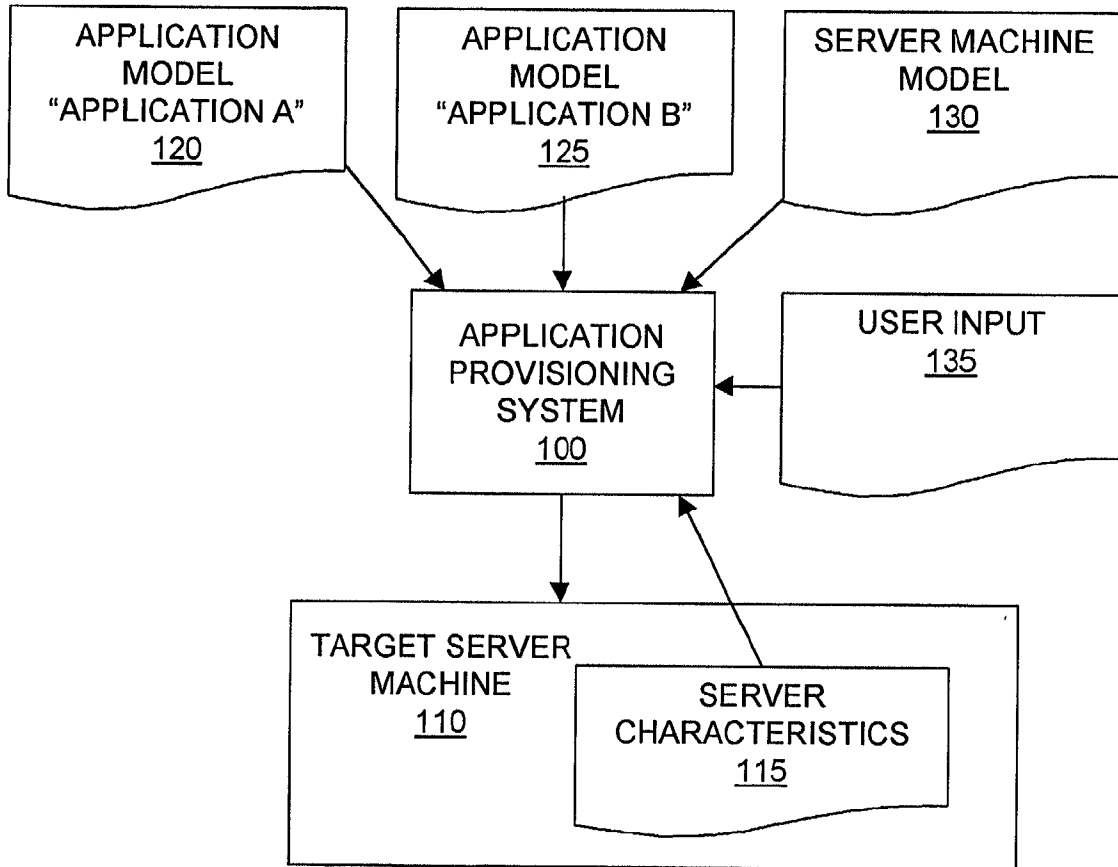 APPLICATION
MODEL
“APPLICATION A”
120
APPLICATION
MODEL
“APPLICATION B”
125
SERVER MACHINE
MODEL
130
APPLICATION
PROVISIONING
SYSTEM
100
USER INPUT
135
TARGET SERVER
MACHINE
110
SERVER
CHARACTERISTICS
115